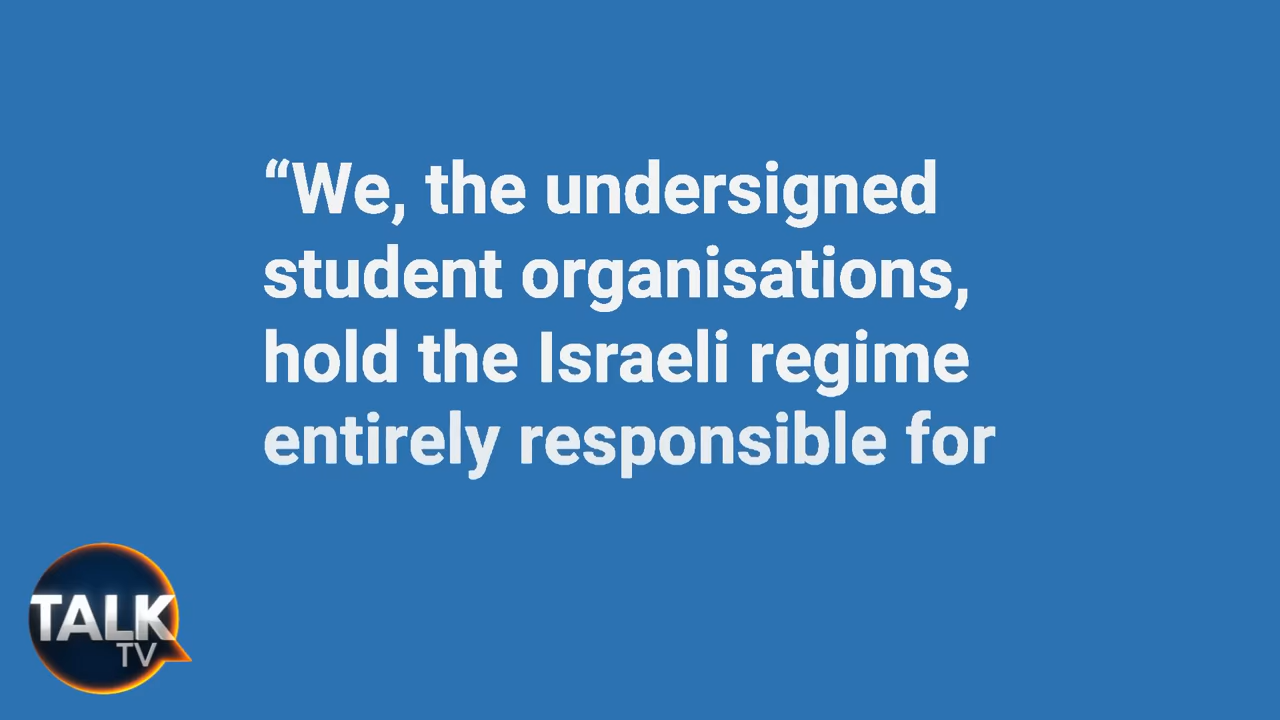 “We, the undersigned
student organisations,
hold the Israeli regime
entirely responsible for
TALK
TV